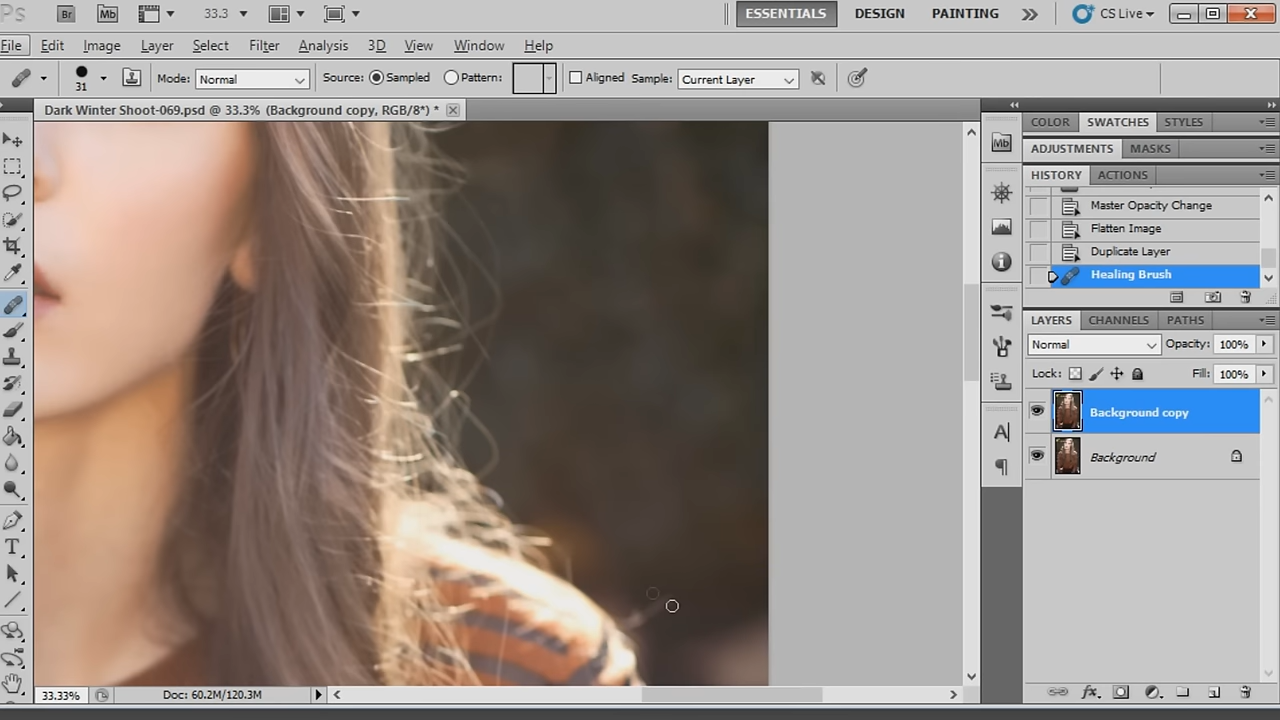 Ps Br Mb 33.3 ESSENTIALS DESIGN PAINTING CS Live
File Edit Image Layer Select Filter Analysis 3D View Window Help
31 Mode: Normal Source: Sampled Pattern: Aligned Sample: Current Layer
Dark Winter Shoot-069.psd @ 33.3% (Background copy, RGB/8*) *
COLOR SWATCHES STYLES
Mb
ADJUSTMENTS MASKS
HISTORY ACTIONS
Master Opacity Change
Flatten Image
Duplicate Layer
Healing Brush
LAYERS CHANNELS PATHS
Normal Opacity: 100%
Lock: Fill: 100%
Background copy
Background
33.33% Doc: 60.2M/120.3M